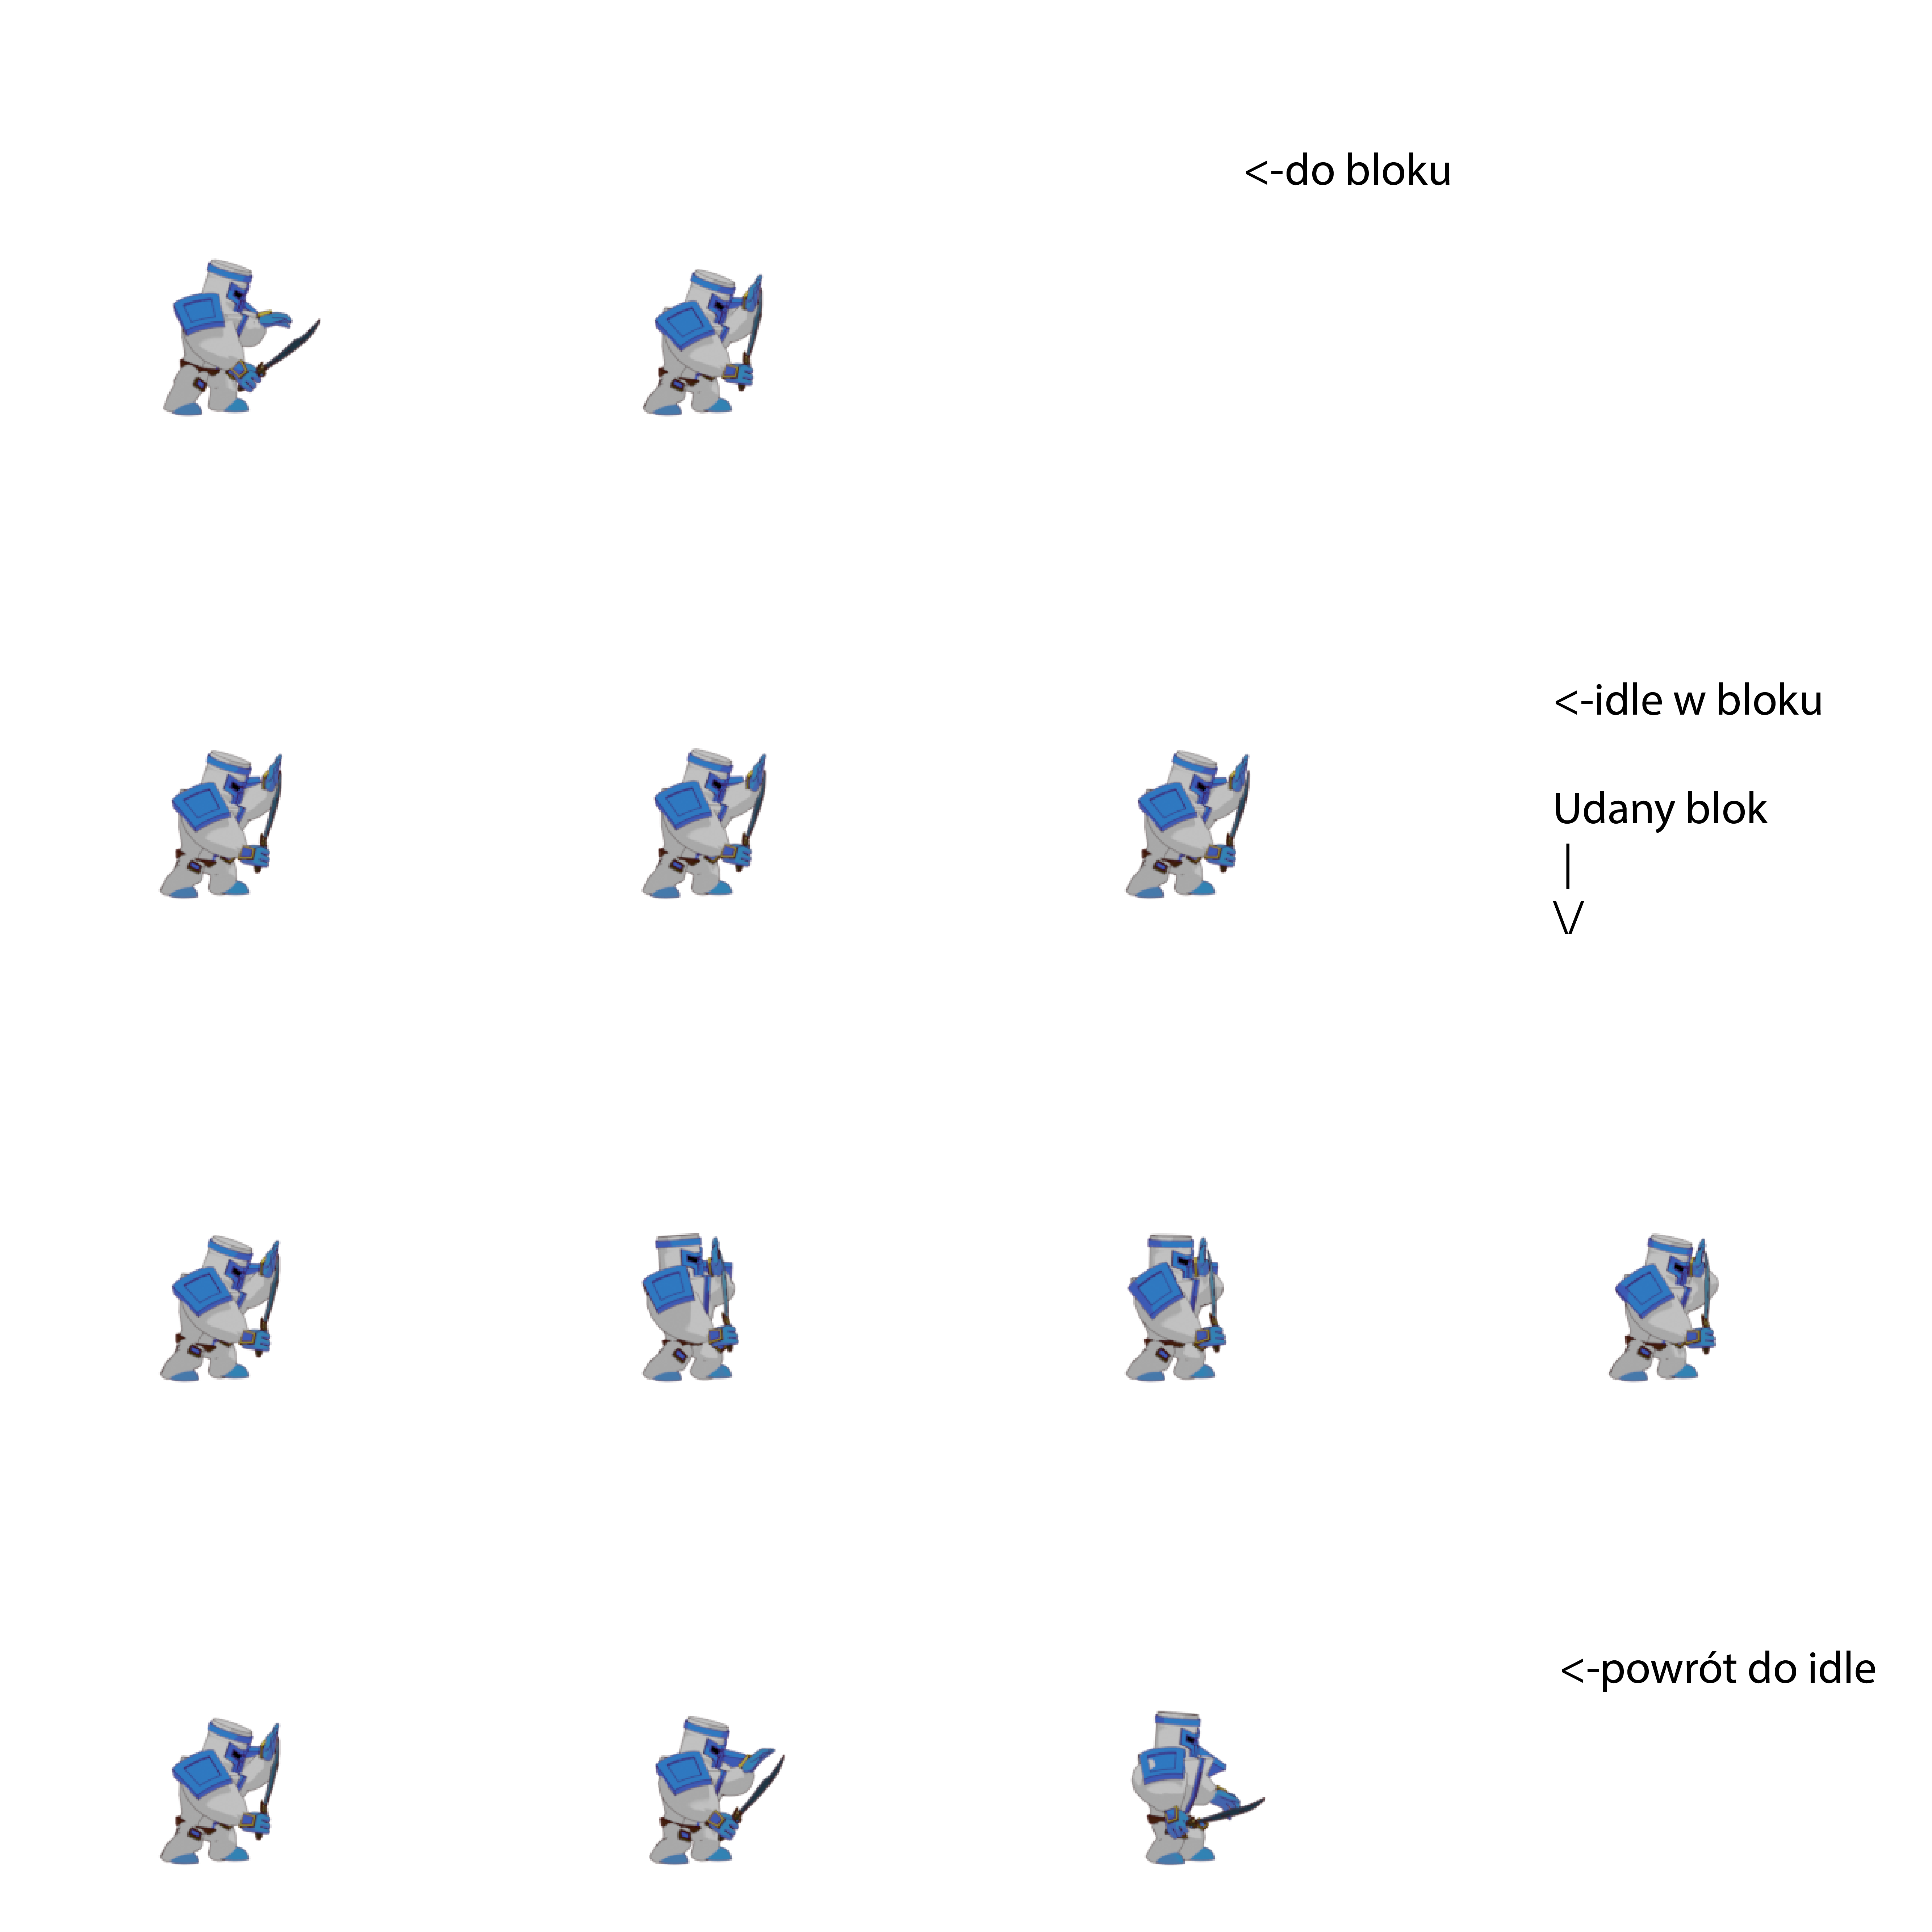 <-do bloku
<-idle w bloku
Udany blok
|
\/
<-powrót do idle